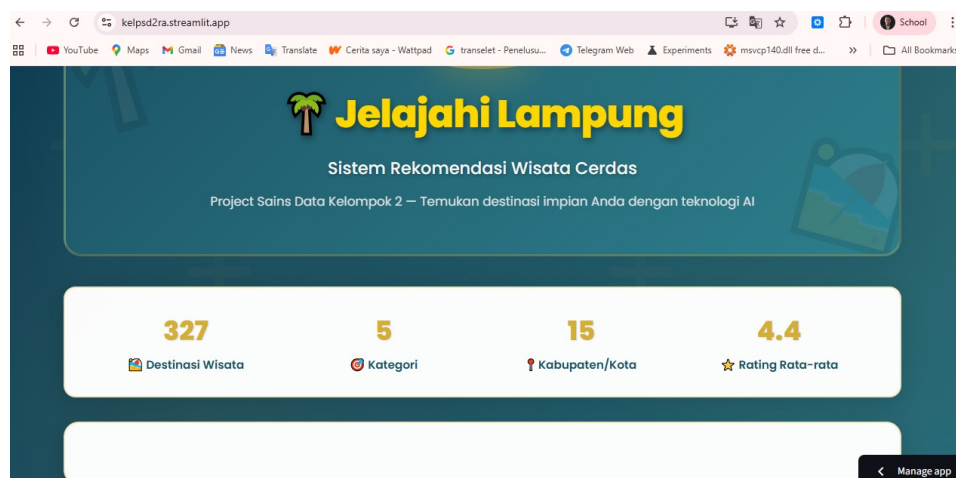 kelpsd2ra.streamlit.app
School
YouTube Maps Gmail News Translate Cerita saya - Wattpad transelet - Penelusu... Telegram Web Experiments msvcp140.dll free d... » All Bookmarks
Jelajahi Lampung
Sistem Rekomendasi Wisata Cerdas
Project Sains Data Kelompok 2 — Temukan destinasi impian Anda dengan teknologi AI
327 5 15 4.4
Destinasi Wisata Kategori Kabupaten/Kota Rating Rata-rata
Manage app